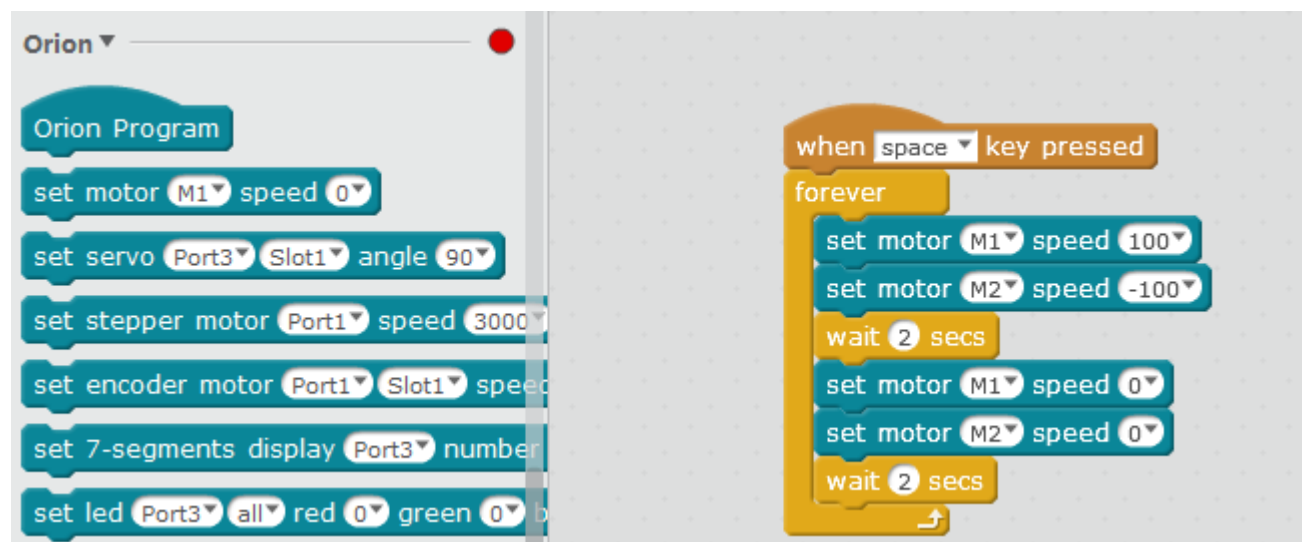 Orion
Orion Program
set motor M1 speed 0
set servo Port3 Slot1 angle 90
set stepper motor Port1 speed 3000
set encoder motor Port1 Slot1 speed
set 7-segments display Port3 number
set led Port3 all red 0 green 0 b
when space key pressed
forever
set motor M1 speed 100
set motor M2 speed -100
wait 2 secs
set motor M1 speed 0
set motor M2 speed 0
wait 2 secs